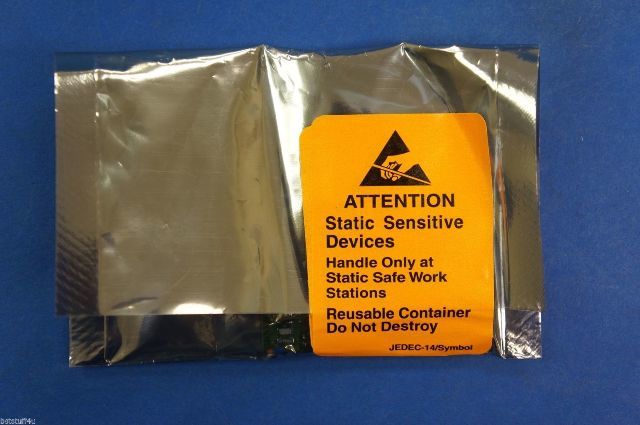 ATTENTION
Static Sensitive
Devices
Handle Only at
Static Safe Work
Stations
Reusable Container
Do Not Destroy
JEDEC-14/Symbol
botstuff4u